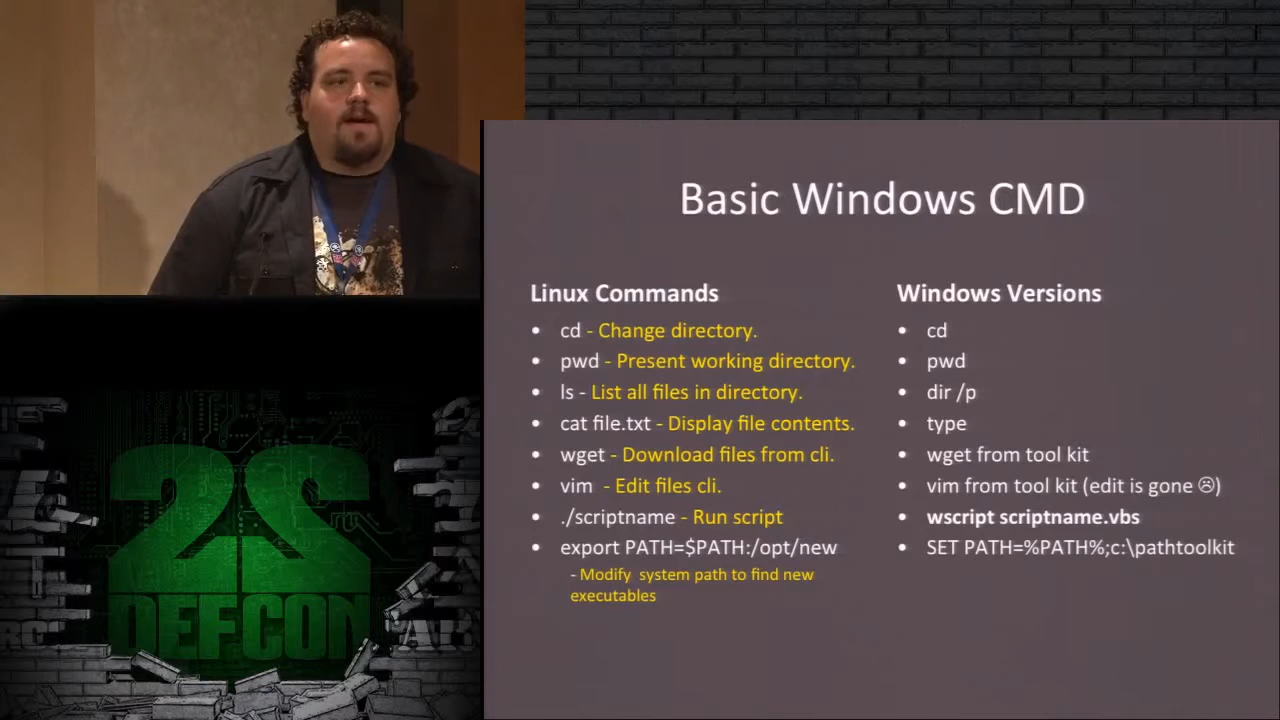 Basic Windows CMD
Linux Commands
• cd - Change directory.
• pwd - Present working directory.
• ls - List all files in directory.
• cat file.txt - Display file contents.
• wget - Download files from cli.
• vim - Edit files cli.
• ./scriptname - Run script
• export PATH=$PATH:/opt/new
- Modify system path to find new
executables
Windows Versions
• cd
• pwd
• dir /p
• type
• wget from tool kit
• vim from tool kit (edit is gone ☹)
• wscript scriptname.vbs
• SET PATH=%PATH%;c:\pathtoolkit
22
DEFCON